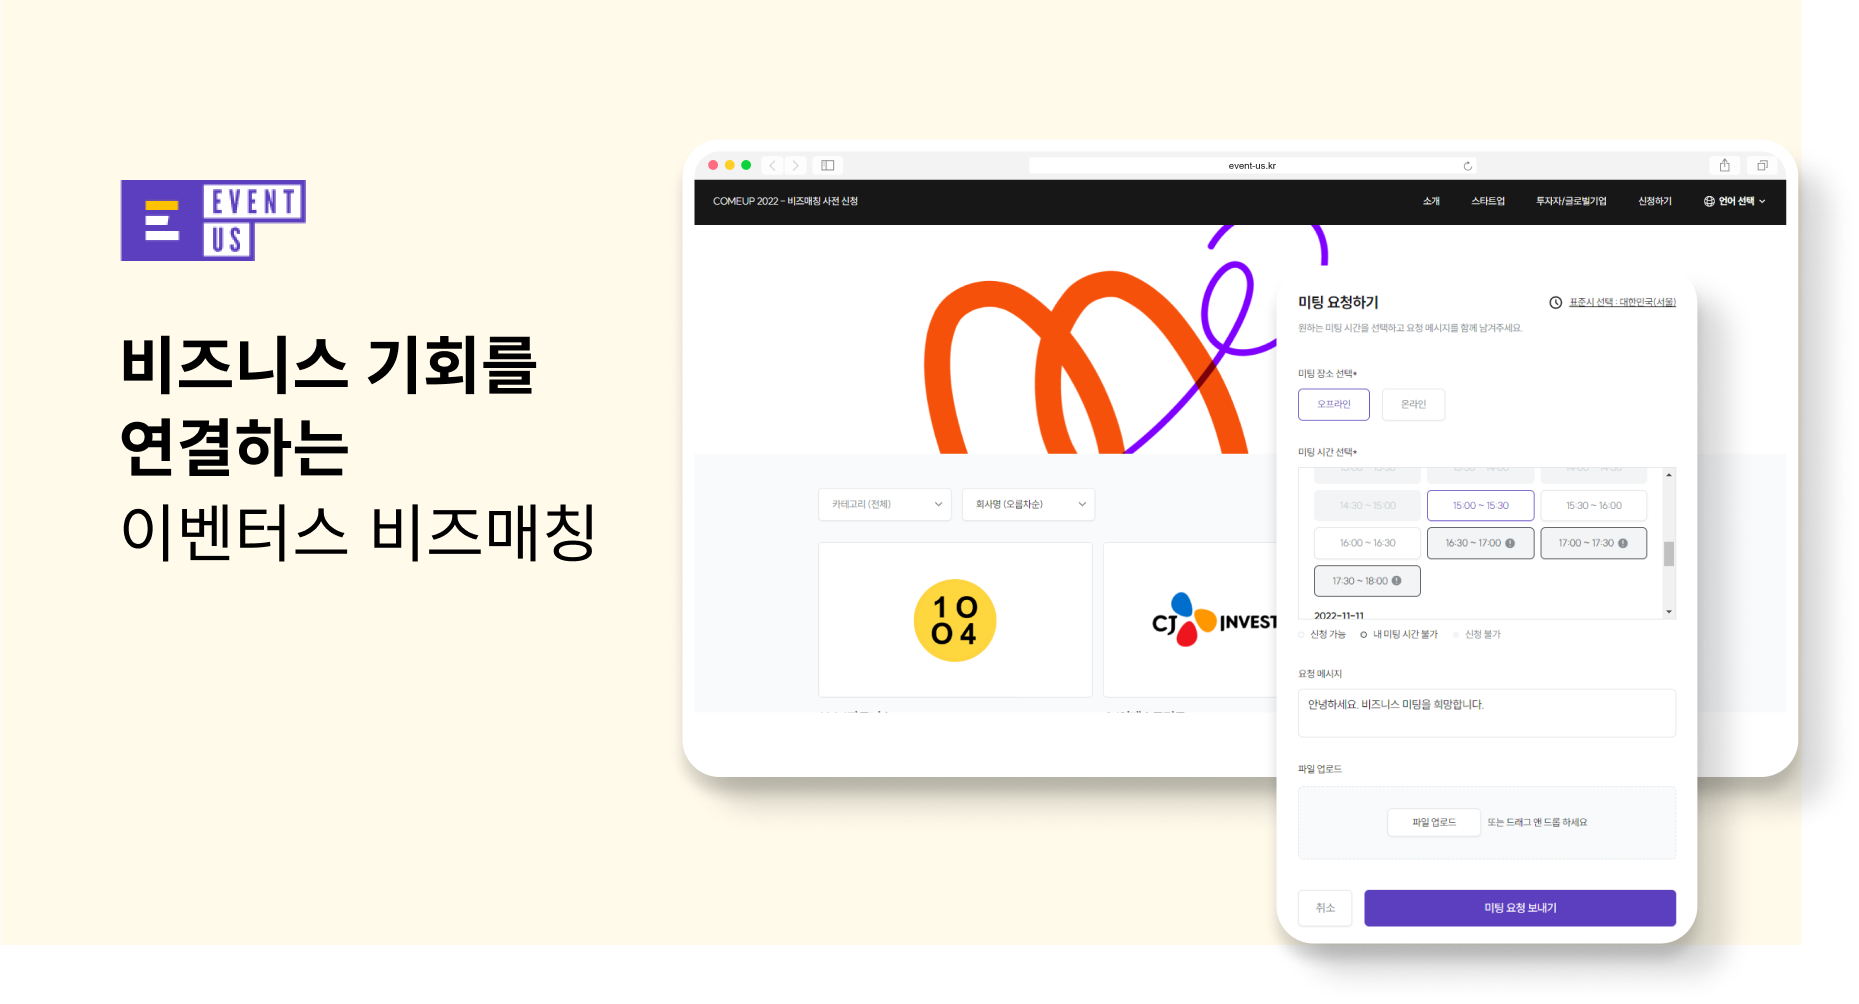 EVENT
US
비즈니스 기회를
연결하는
이벤터스 비즈매칭
event-us.kr
COMEUP 2022 - 비즈매칭 사전 신청
소개 스타트업 투자자/글로벌기업 신청하기 언어 선택
카테고리 (전체) 회사명 (오름차순)
10
04
CJ INVEST
미팅 요청하기
표준시 선택 : 대한민국(서울)
원하는 미팅 시간을 선택하고 요청 메시지를 함께 남겨주세요.
미팅 장소 선택*
오프라인 온라인
미팅 시간 선택*
14:30 ~ 15:00 15:00 ~ 15:30 15:30 ~ 16:00
16:00 ~ 16:30 16:30 ~ 17:00 17:00 ~ 17:30
17:30 ~ 18:00
2022-11-11
신청 가능 내 미팅 시간 불가 신청 불가
요청 메시지
안녕하세요. 비즈니스 미팅을 희망합니다.
파일 업로드
파일 업로드 또는 드래그 앤 드롭 하세요
취소 미팅 요청 보내기